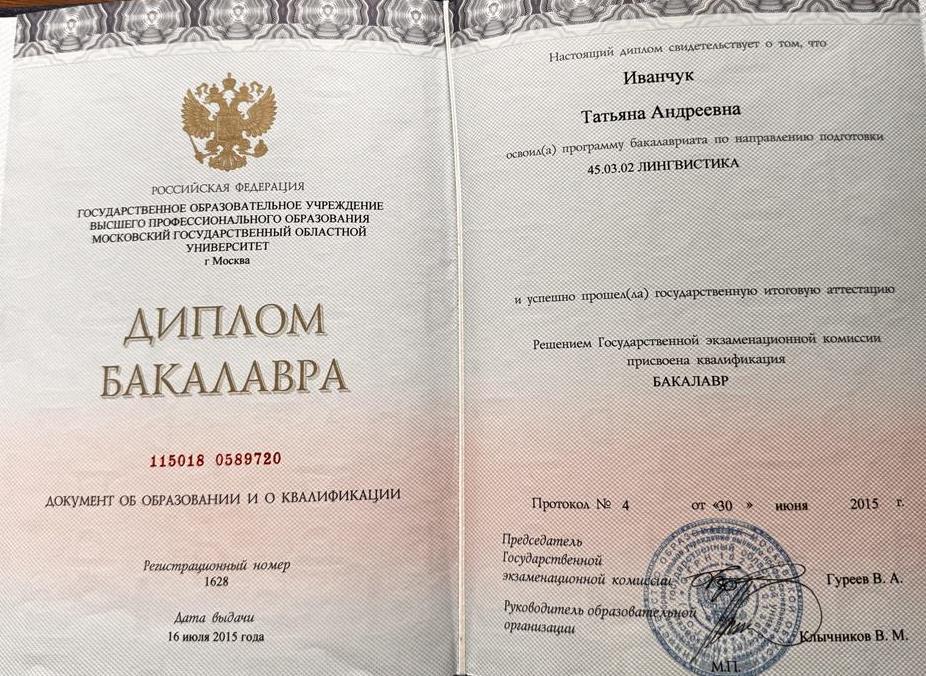 РОССИЙСКАЯ ФЕДЕРАЦИЯ
ГОСУДАРСТВЕННОЕ ОБРАЗОВАТЕЛЬНОЕ УЧРЕЖДЕНИЕ
ВЫСШЕГО ПРОФЕССИОНАЛЬНОГО ОБРАЗОВАНИЯ
МОСКОВСКИЙ ГОСУДАРСТВЕННЫЙ ОБЛАСТНОЙ
УНИВЕРСИТЕТ
г Москва
ДИПЛОМ
БАКАЛАВРА
115018 0589720
ДОКУМЕНТ ОБ ОБРАЗОВАНИИ И О КВАЛИФИКАЦИИ
Регистрационный номер
1628
Дата выдачи
16 июля 2015 года
Настоящий диплом свидетельствует о том, что
Иванчук
Татьяна Андреевна
освоил(а) программу бакалавриата по направлению подготовки
45.03.02 ЛИНГВИСТИКА
и успешно прошел(ла) государственную итоговую аттестацию
Решением Государственной экзаменационной комиссии
присвоена квалификация
БАКАЛАВР
Протокол № 4 от «30 » июня 2015 г.
Председатель
Государственной
экзаменационной комиссии Гуреев В. А.
Руководитель образовательной
организации Клычников В. М.
М.П.